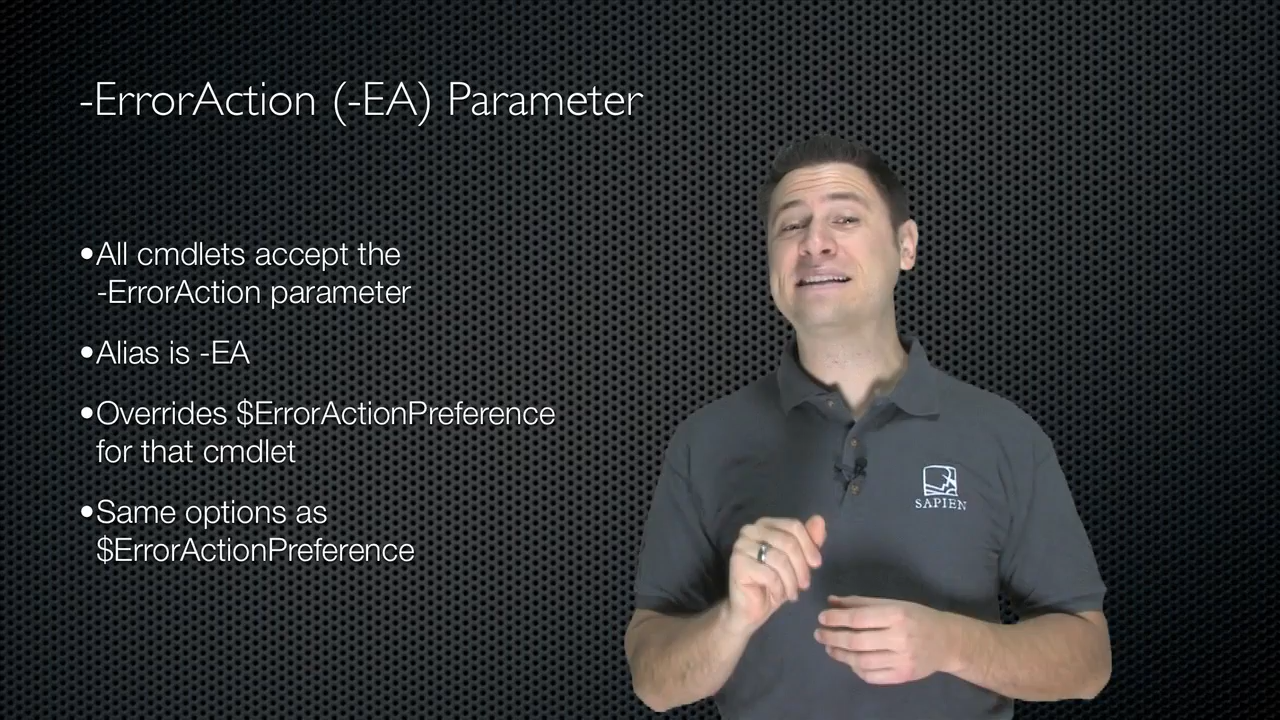 -ErrorAction (-EA) Parameter
•All cmdlets accept the
-ErrorAction parameter
•Alias is -EA
•Overrides $ErrorActionPreference
for that cmdlet
•Same options as
$ErrorActionPreference
SAPIEN